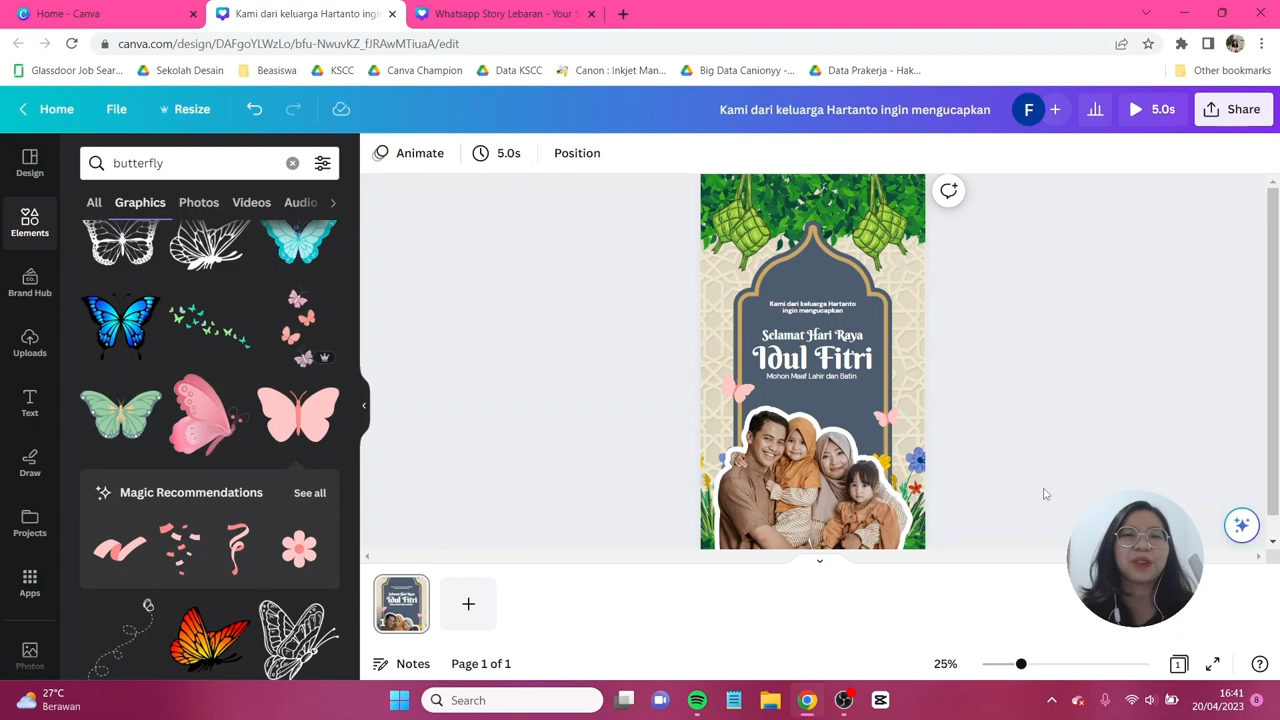 Home - Canva
Kami dari keluarga Hartanto ingin
Whatsapp Story Lebaran - Your S
canva.com/design/DAFgoYLWzLo/bfu-NwuvKZ_fJRAwMTiuaA/edit
Glassdoor Job Sear...
Sekolah Desain
Beasiswa
KSCC
Canva Champion
Data KSCC
Canon : Inkjet Man...
Big Data Canionyy -...
Data Prakerja - Hak...
Other bookmarks
Home
File
Resize
Kami dari keluarga Hartanto ingin mengucapkan
F
5.0s
Share
Design
Elements
Brand Hub
Uploads
Text
Draw
Projects
Apps
Photos
butterfly
All
Graphics
Photos
Videos
Audio
Magic Recommendations
See all
Animate
5.0s
Position
Kami dari keluarga Hartanto
ingin mengucapkan
Selamat Hari Raya
Idul Fitri
Mohon Maaf Lahir dan Batin
1
Notes
Page 1 of 1
25%
1
27°C
Berawan
Search
16:41
20/04/2023
8